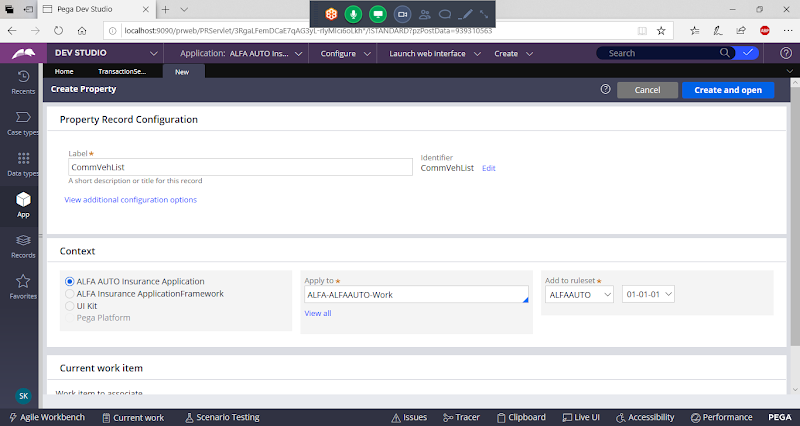 Pega Dev Studio
localhost:9090/prweb/PRServlet/3RgaLFemDCaE7qAG3yL-rlyMlci6oLkh*/!STANDARD?pzPostData=939310563
DEV STUDIO
Application: ALFA AUTO Ins...
Configure
Launch web interface
Create
Search
Home
TransactionSe...
New
Create Property
Cancel
Create and open
Recents
Case types
Data types
App
Records
Favorites
SK
Property Record Configuration
Label *
CommVehList
A short description or title for this record
Identifier
CommVehList Edit
View additional configuration options
Context
ALFA AUTO Insurance Application
ALFA Insurance ApplicationFramework
UI Kit
Pega Platform
Apply to *
ALFA-ALFAAUTO-Work
View all
Add to ruleset *
ALFAAUTO
01-01-01
Current work item
Work item to associate
Agile Workbench
Current work
Scenario Testing
Issues
Tracer
Clipboard
Live UI
Accessibility
Performance
PEGA